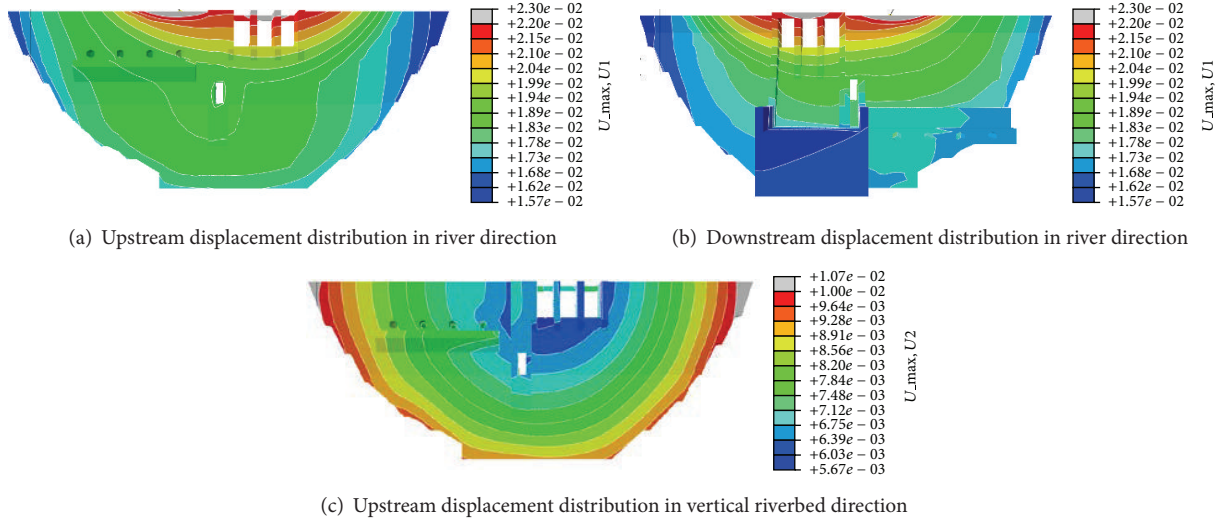 +2.30e − 02
+2.20e − 02
+2.15e − 02
+2.10e − 02
+2.04e − 02
+1.99e − 02
+1.94e − 02
+1.89e − 02
+1.83e − 02
+1.78e − 02
+1.73e − 02
+1.68e − 02
+1.62e − 02
+1.57e − 02
U_max, U1
(a) Upstream displacement distribution in river direction
+2.30e − 02
+2.20e − 02
+2.15e − 02
+2.10e − 02
+2.04e − 02
+1.99e − 02
+1.94e − 02
+1.89e − 02
+1.83e − 02
+1.78e − 02
+1.73e − 02
+1.68e − 02
+1.62e − 02
+1.57e − 02
U_max, U1
(b) Downstream displacement distribution in river direction
+1.07e − 02
+1.00e − 02
+9.64e − 03
+9.28e − 03
+8.91e − 03
+8.56e − 03
+8.20e − 03
+7.84e − 03
+7.48e − 03
+7.12e − 03
+6.75e − 03
+6.39e − 03
+6.03e − 03
+5.67e − 03
U_max, U2
(c) Upstream displacement distribution in vertical riverbed direction